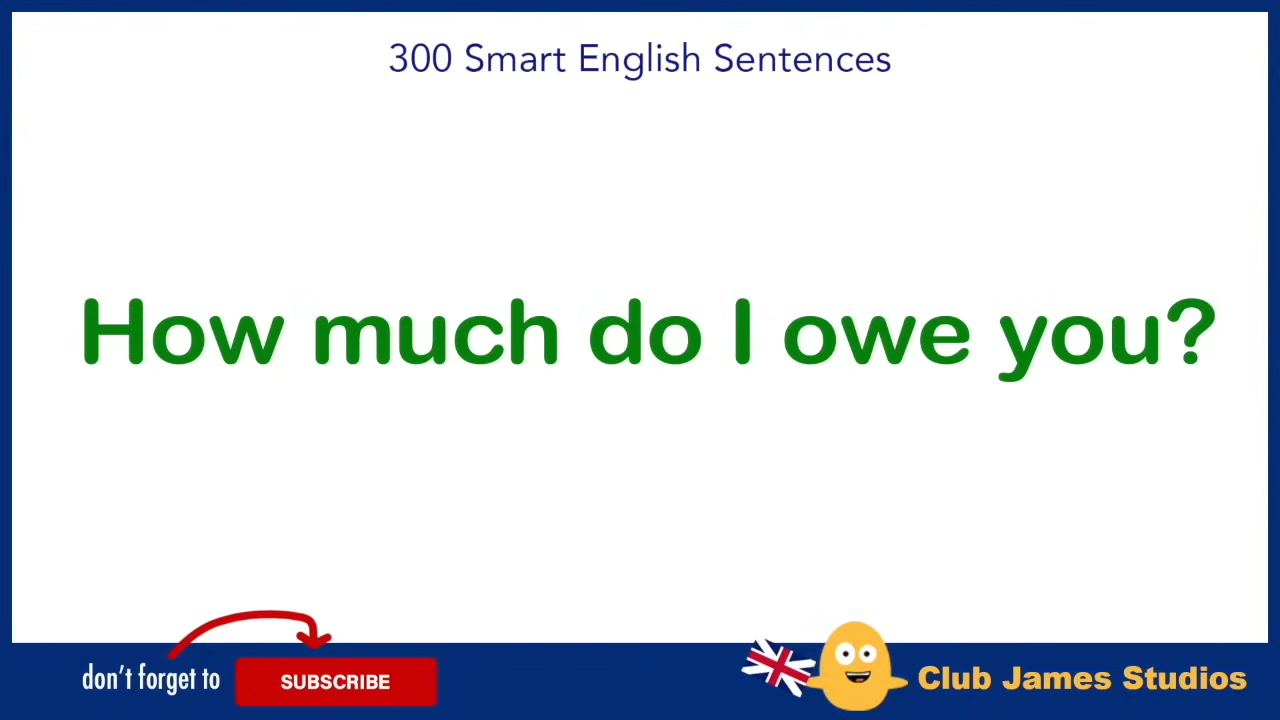 300 Smart English Sentences
How much do I owe you?
don't forget to SUBSCRIBE
Club James Studios